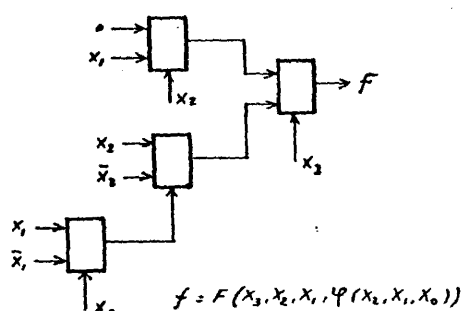 0
x₁
x₂
f
x₂
x̄₂
x₃
x₁
x̄₁
x₀
f = F(x₃, x₂, x₁, φ(x₂, x₁, x₀))